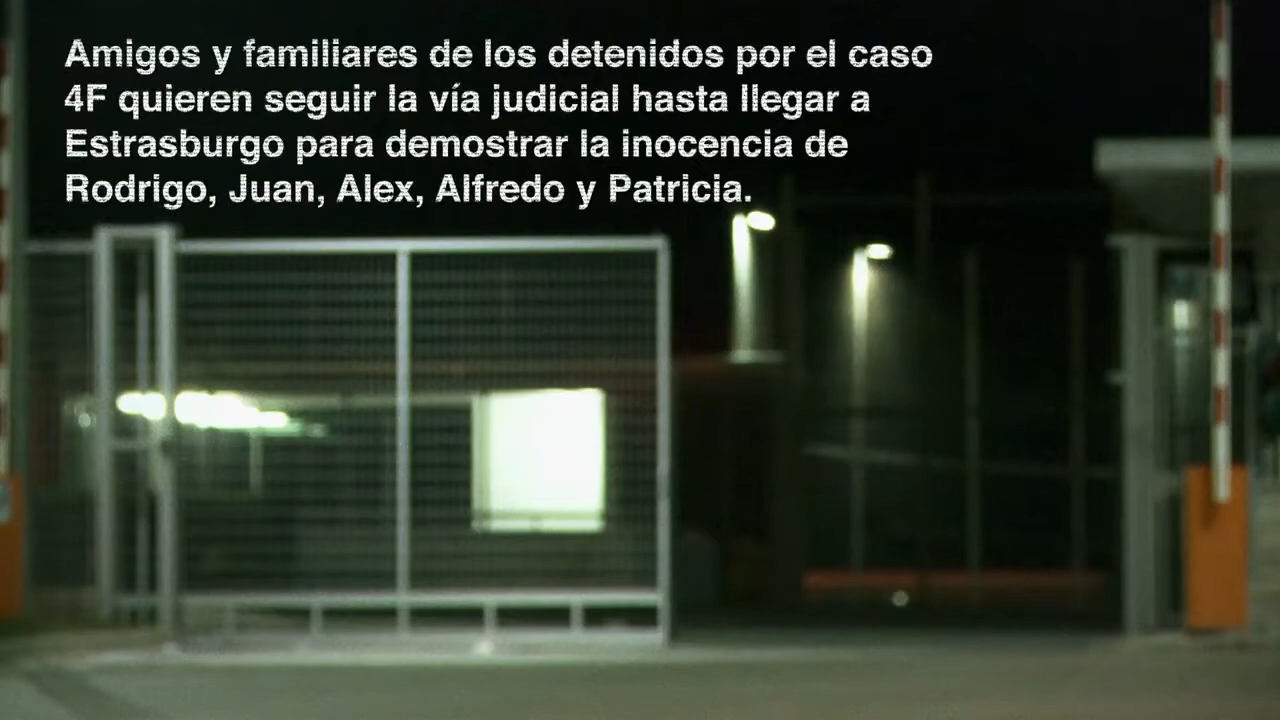 Amigos y familiares de los detenidos por el caso
4F quieren seguir la vía judicial hasta llegar a
Estrasburgo para demostrar la inocencia de
Rodrigo, Juan, Alex, Alfredo y Patricia.